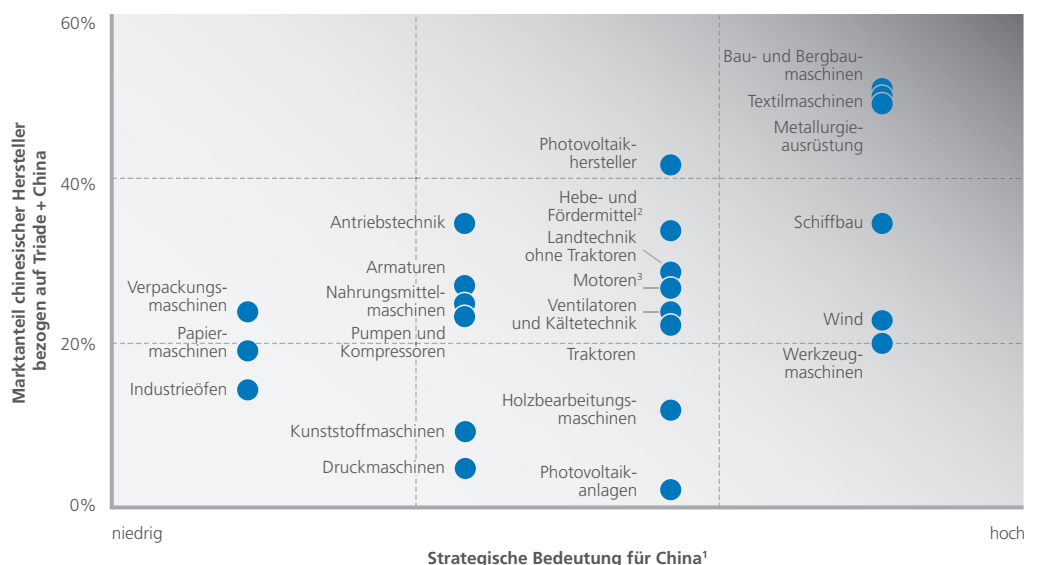 60%
40%
20%
0%
Marktanteil chinesischer Hersteller
bezogen auf Triade + China
Bau- und Bergbau-
maschinen
Textilmaschinen
Metallurgie-
ausrüstung
Photovoltaik-
hersteller
Hebe- und
Fördermittel²
Landtechnik
ohne Traktoren
Motoren³
Ventilatoren
und Kältetechnik
Traktoren
Holzbearbeitungs-
maschinen
Photovoltaik-
anlagen
Schiffbau
Wind
Werkzeug-
maschinen
Antriebstechnik
Armaturen
Nahrungsmittel-
maschinen
Pumpen und
Kompressoren
Kunststoffmaschinen
Druckmaschinen
Verpackungs-
maschinen
Papier-
maschinen
Industrieöfen
niedrig
hoch
Strategische Bedeutung für China¹